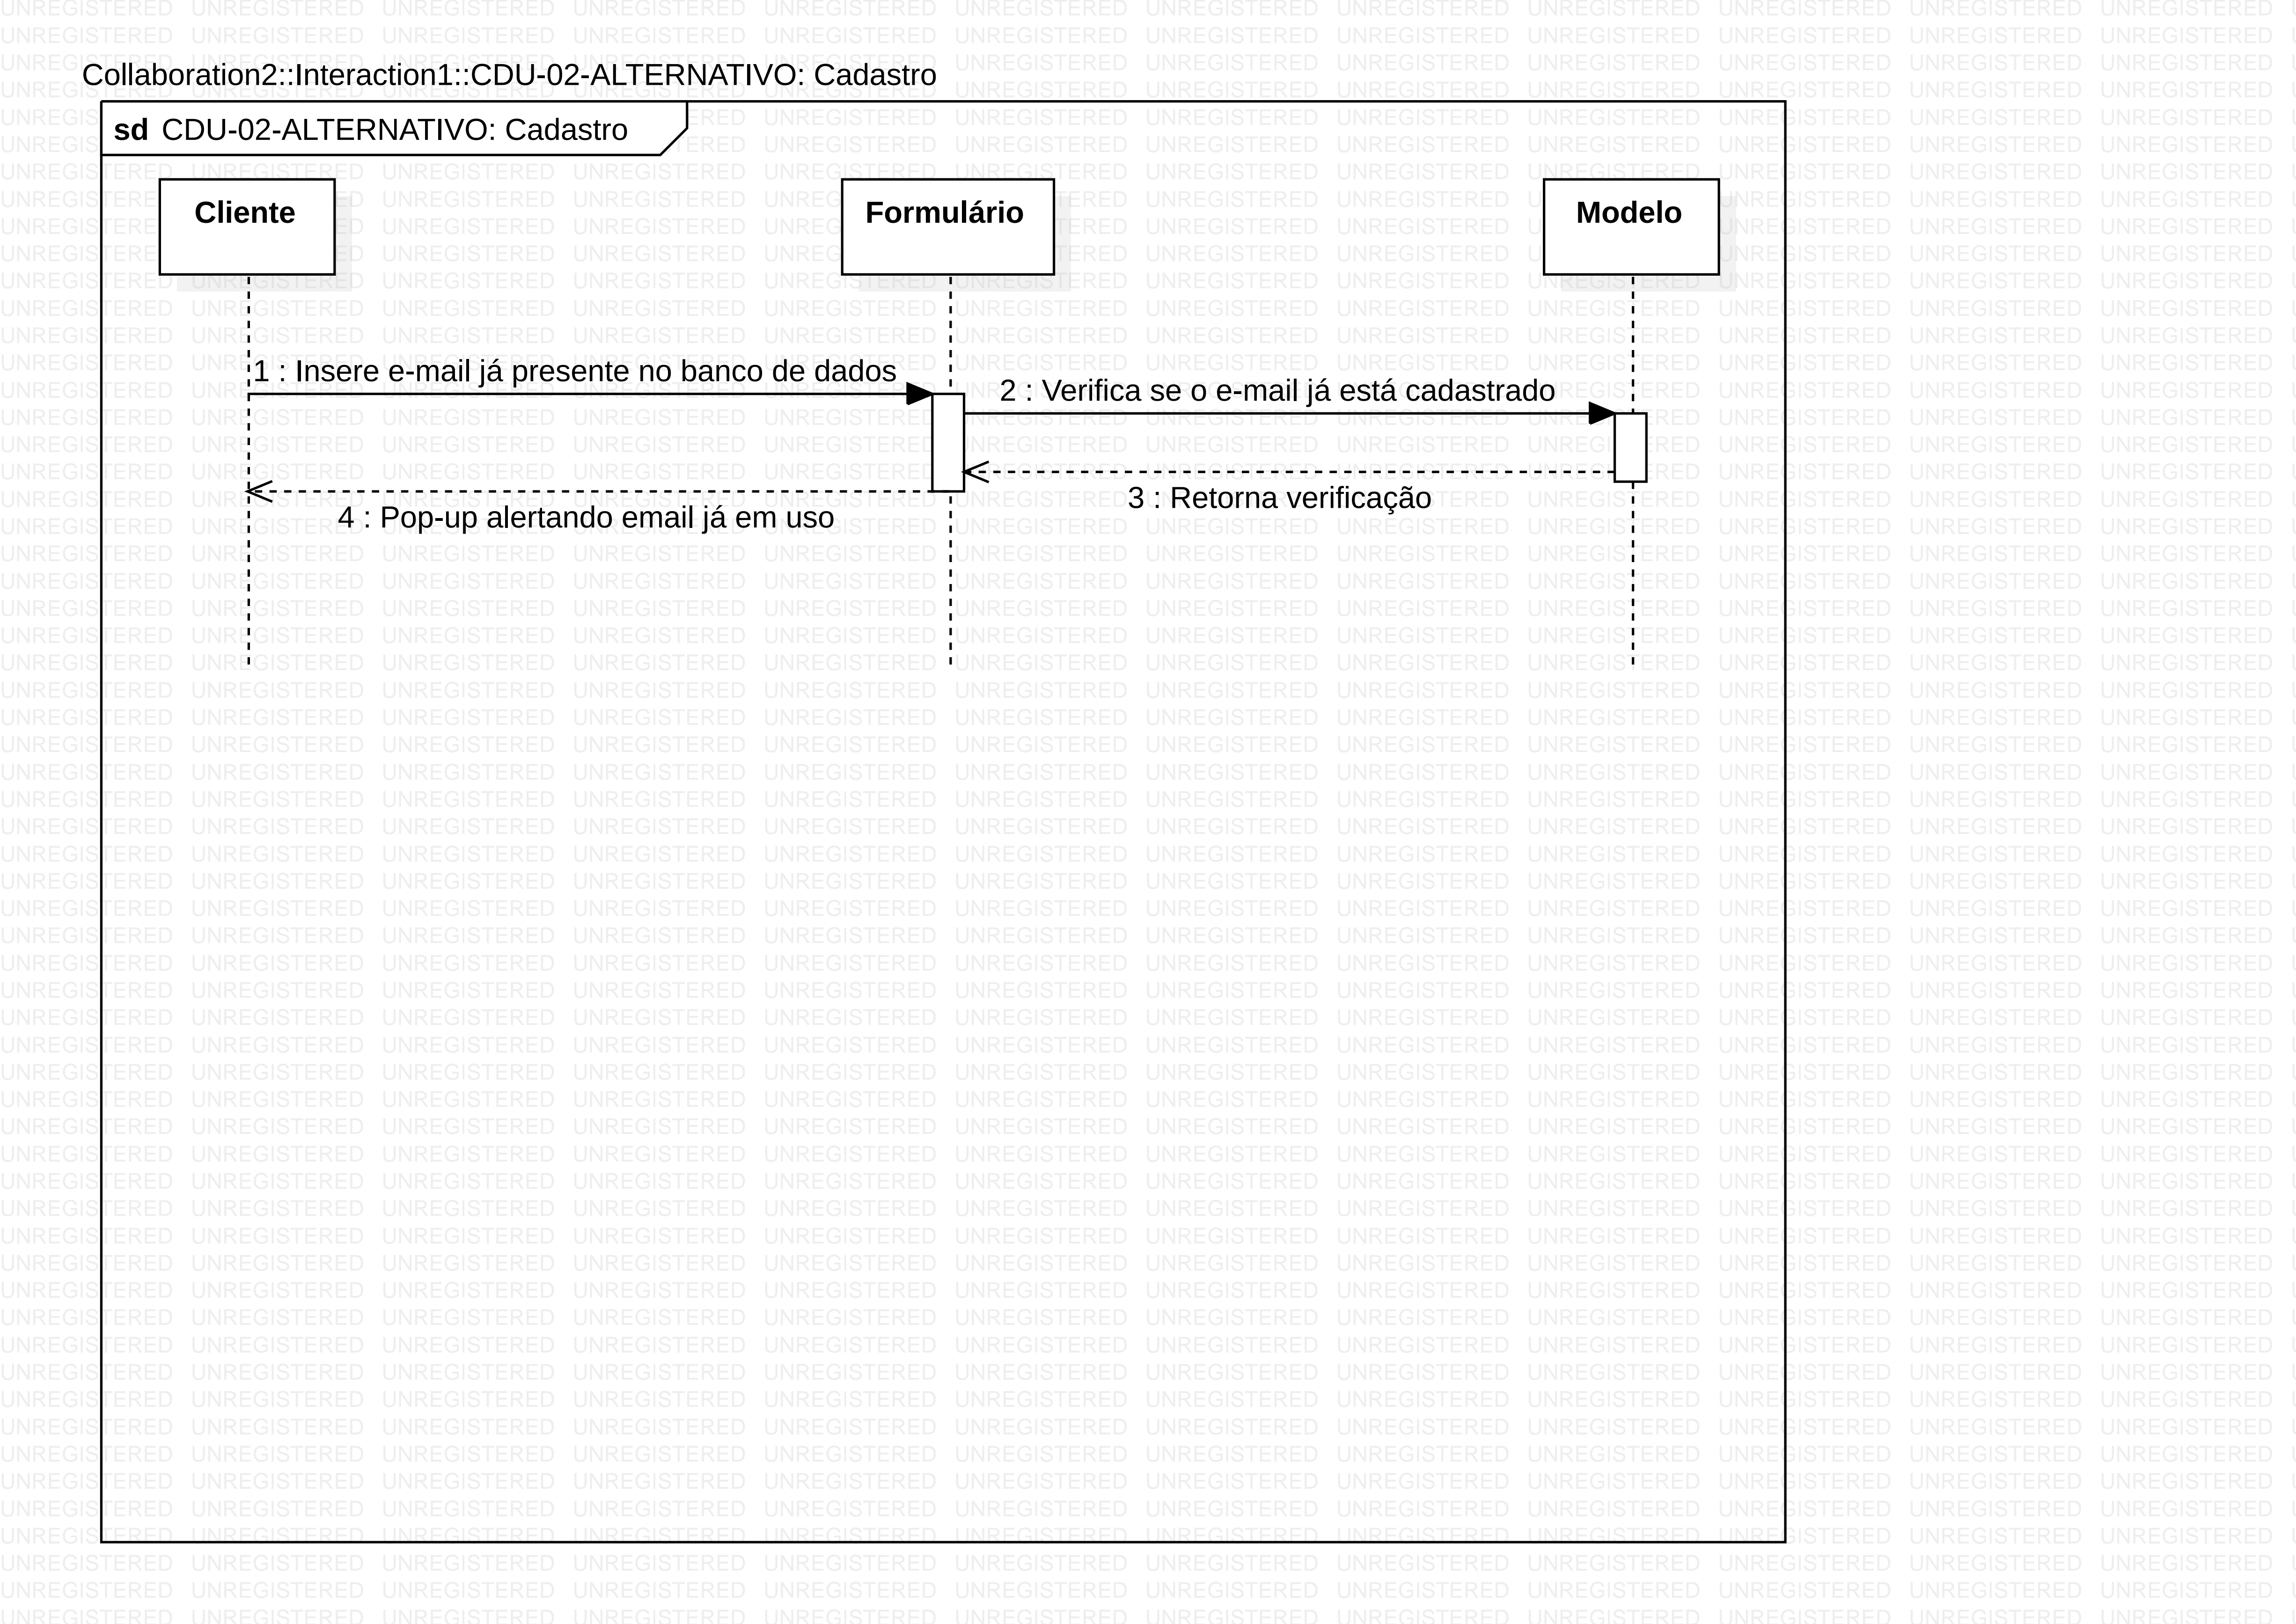 Collaboration2::Interaction1::CDU-02-ALTERNATIVO: Cadastro
sd CDU-02-ALTERNATIVO: Cadastro
Cliente
Formulário
Modelo
1 : Insere e-mail já presente no banco de dados
2 : Verifica se o e-mail já está cadastrado
3 : Retorna verificação
4 : Pop-up alertando email já em uso
UNREGISTERED